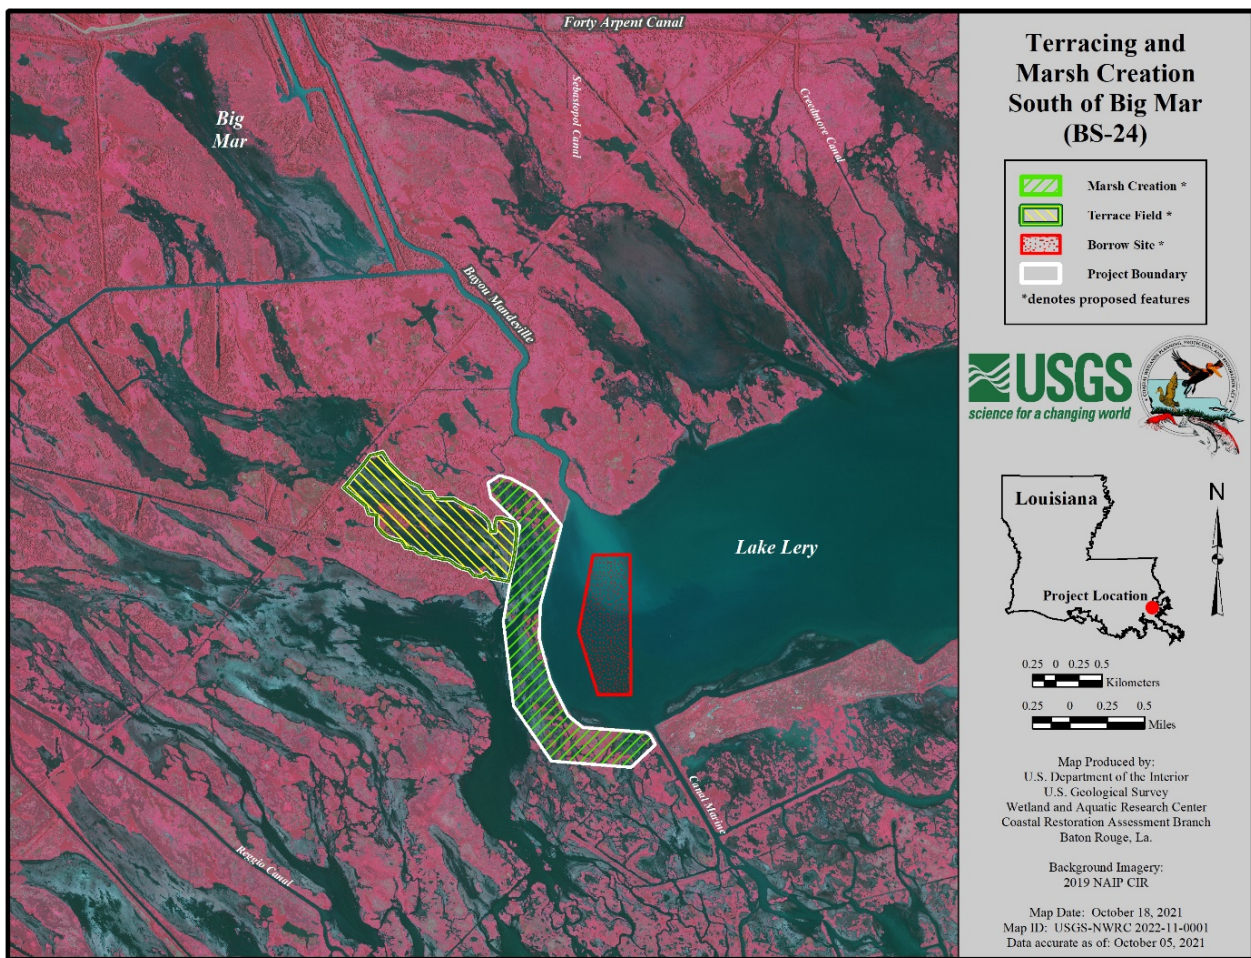 Forty Arpent Canal
Big
Mar
Sebastopol Canal
Creedmore Canal
Bayou Mandeville
Lake Lery
Canal Marine
Reggio Canal
Terracing and
Marsh Creation
South of Big Mar
(BS-24)
Marsh Creation *
Terrace Field *
Borrow Site *
Project Boundary
*denotes proposed features
USGS
science for a changing world
Louisiana
N
Project Location
0.25 0 0.25 0.5
Kilometers
0.25 0 0.25 0.5
Miles
Map Produced by:
U.S. Department of the Interior
U.S. Geological Survey
Wetland and Aquatic Research Center
Coastal Restoration Assessment Branch
Baton Rouge, La.
Background Imagery:
2019 NAIP CIR
Map Date: October 18, 2021
Map ID: USGS-NWRC 2022-11-0001
Data accurate as of: October 05, 2021